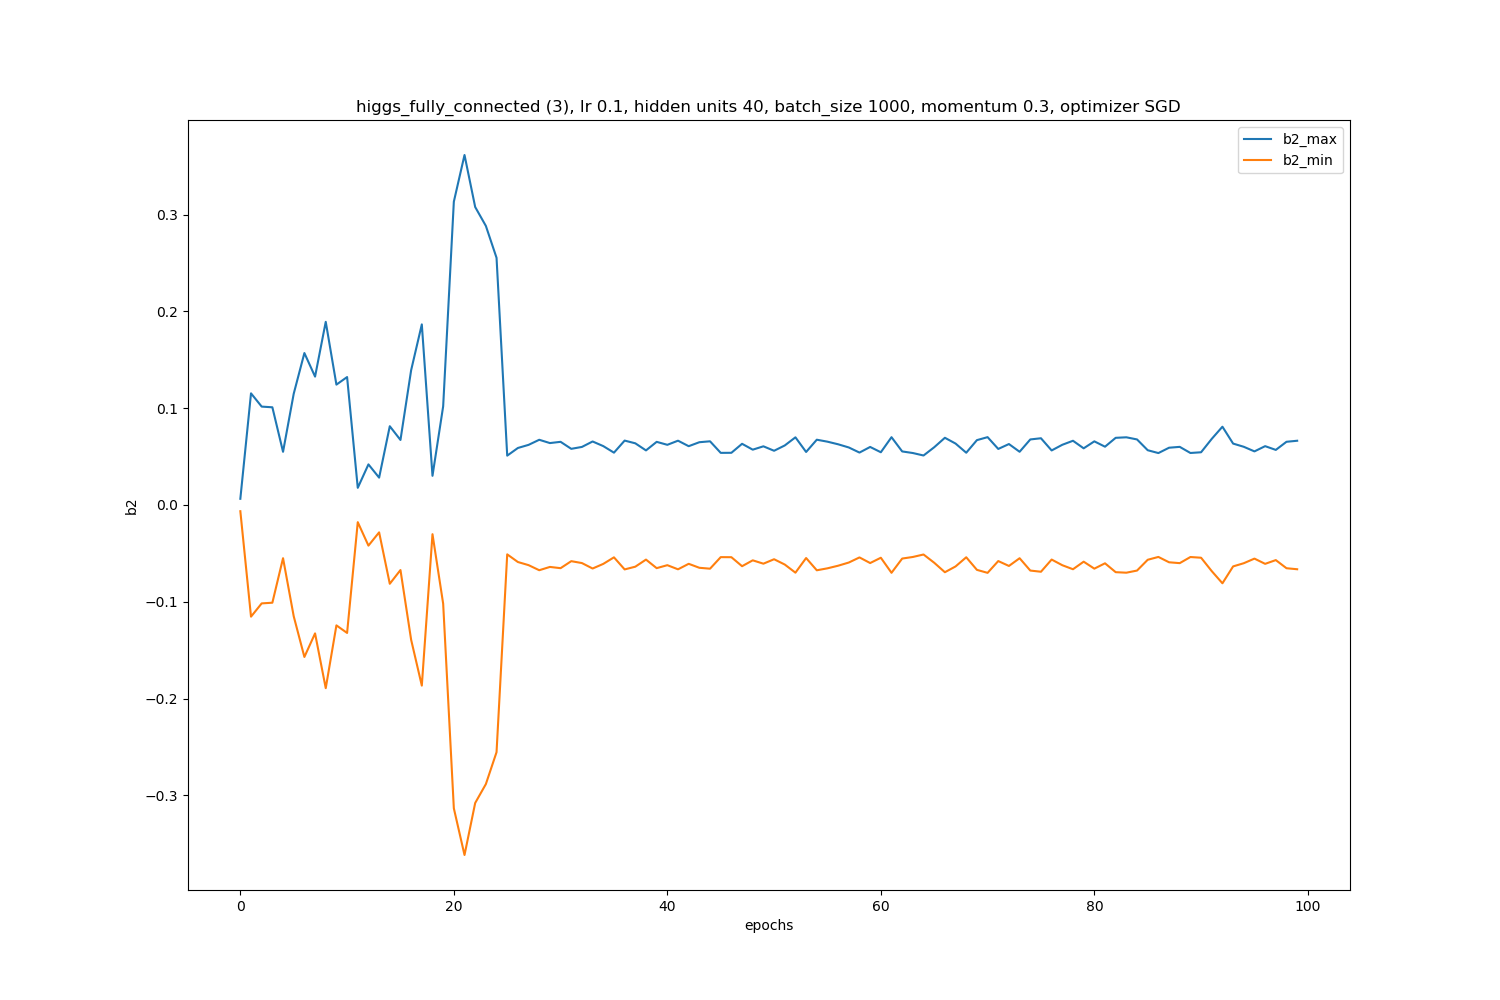 higgs_fully_connected (3), lr 0.1, hidden units 40, batch_size 1000, momentum 0.3, optimizer SGD
b2_max
b2_min
0.3
0.2
0.1
0.0
−0.1
−0.2
−0.3
b2
0 20 40 60 80 100
epochs